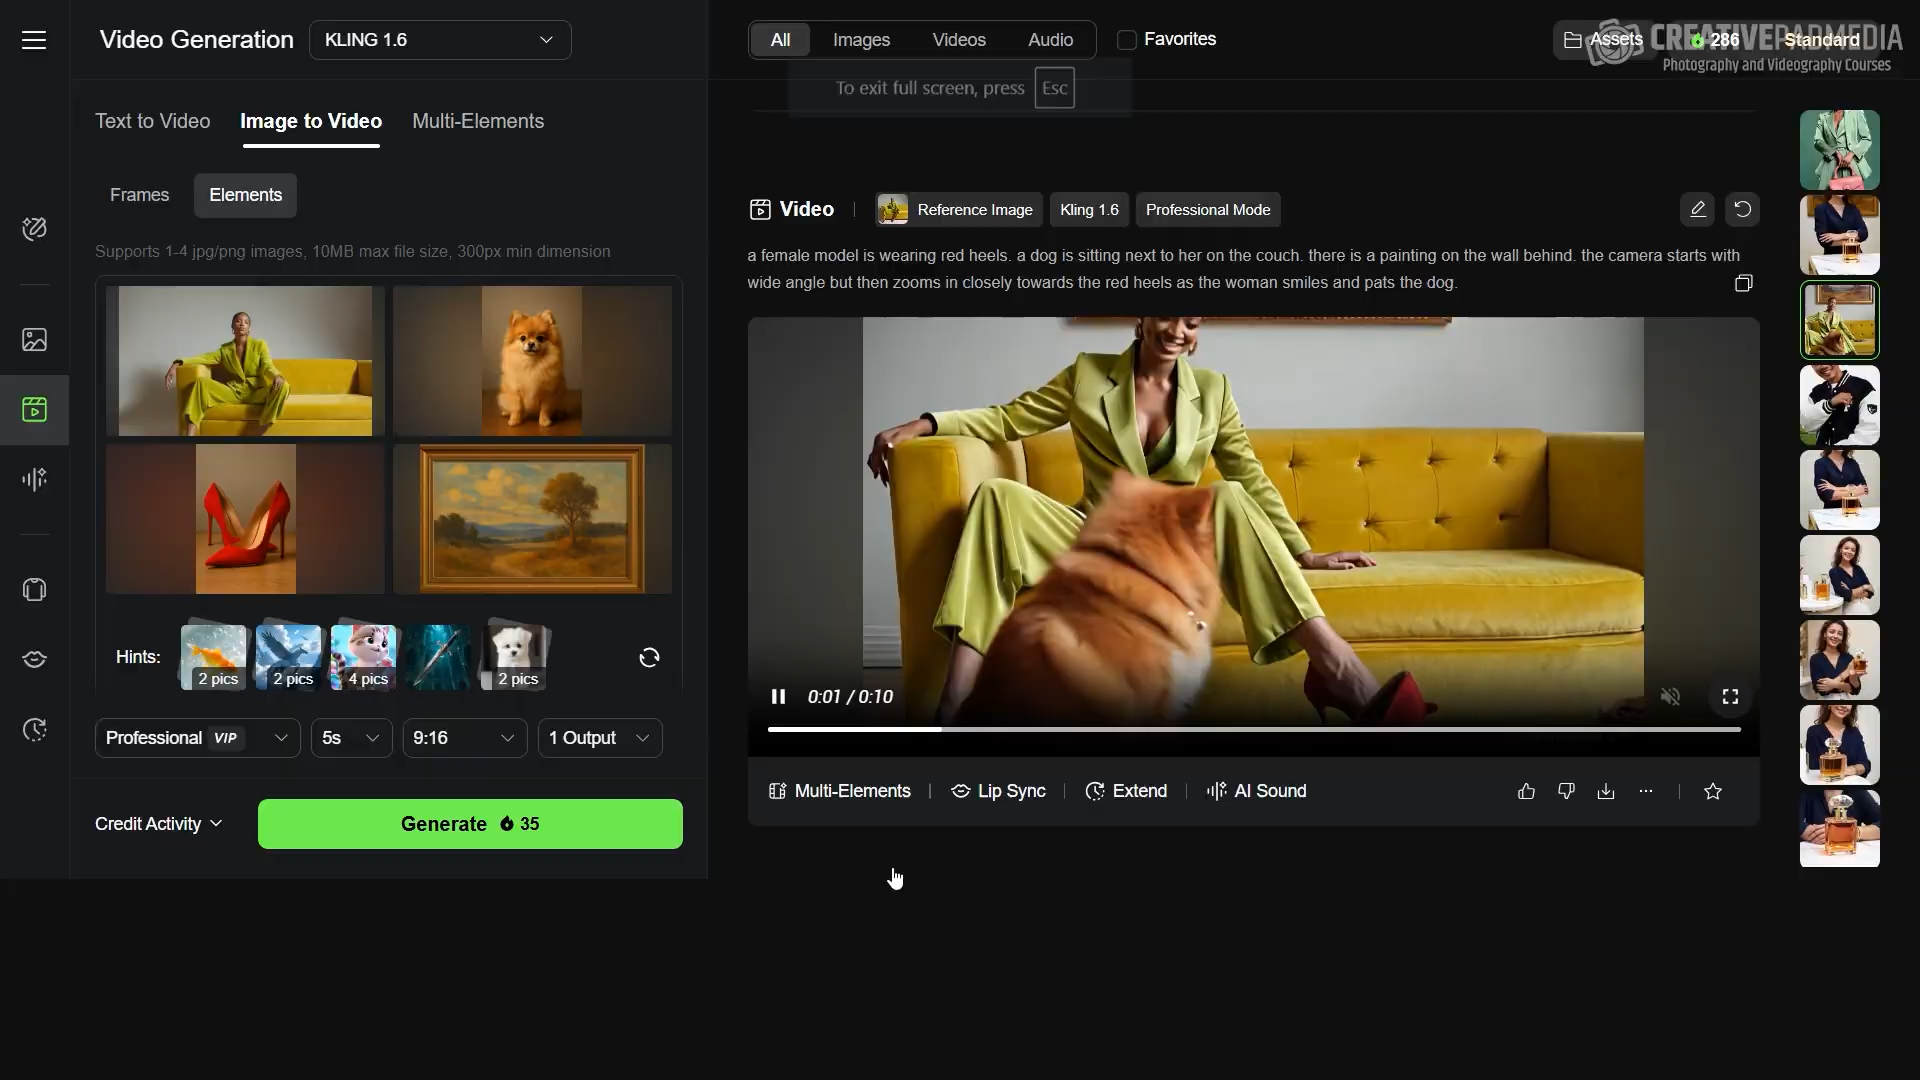 Video Generation
KLING 1.6
All
Images
Videos
Audio
Favorites
Assets
286
Standard
CREATIVEPADMEDIA
Photography and Videography Courses
To exit full screen, press Esc
Text to Video
Image to Video
Multi-Elements
Frames
Elements
Supports 1-4 jpg/png images, 10MB max file size, 300px min dimension
Hints:
2 pics
2 pics
4 pics
2 pics
Professional VIP
5s
9:16
1 Output
Credit Activity
Generate 35
Video
Reference Image
Kling 1.6
Professional Mode
a female model is wearing red heels. a dog is sitting next to her on the couch. there is a painting on the wall behind. the camera starts with
wide angle but then zooms in closely towards the red heels as the woman smiles and pats the dog.
0:01 / 0:10
Multi-Elements
Lip Sync
Extend
AI Sound